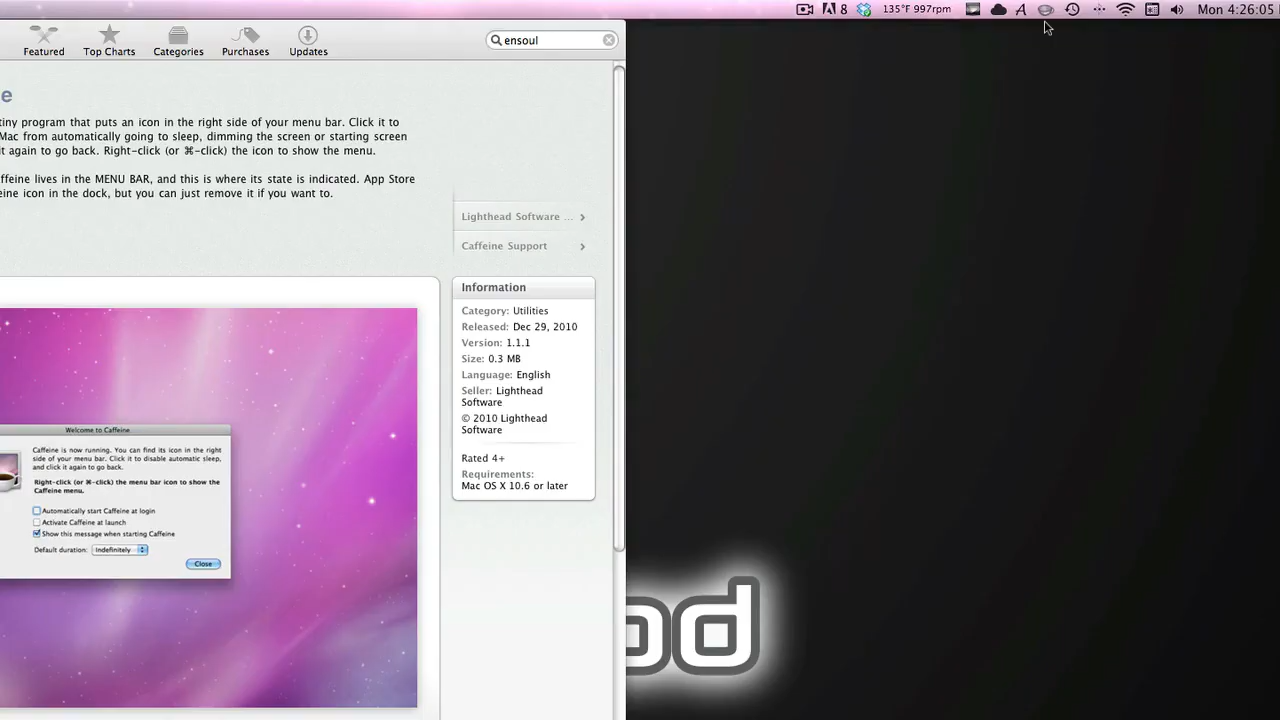 8 135°F 997rpm Mon 4:26:05
Featured Top Charts Categories Purchases Updates
ensoul
e
tiny program that puts an icon in the right side of your menu bar. Click it to
Mac from automatically going to sleep, dimming the screen or starting screen
it again to go back. Right-click (or ⌘-click) the icon to show the menu.
ffeine lives in the MENU BAR, and this is where its state is indicated. App Store
eine icon in the dock, but you can just remove it if you want to.
Lighthead Software ...
Caffeine Support
Information
Category: Utilities
Released: Dec 29, 2010
Version: 1.1.1
Size: 0.3 MB
Language: English
Seller: Lighthead
Software
© 2010 Lighthead
Software
Rated 4+
Requirements:
Mac OS X 10.6 or later
Welcome to Caffeine
Caffeine is now running. You can find its icon in the right
side of your menu bar. Click it to disable automatic sleep,
and click it again to go back.
Right-click (or ⌘-click) the menu bar icon to show the
Caffeine menu.
Automatically start Caffeine at login
Activate Caffeine at launch
Show this message when starting Caffeine
Default duration: Indefinitely
Close
od